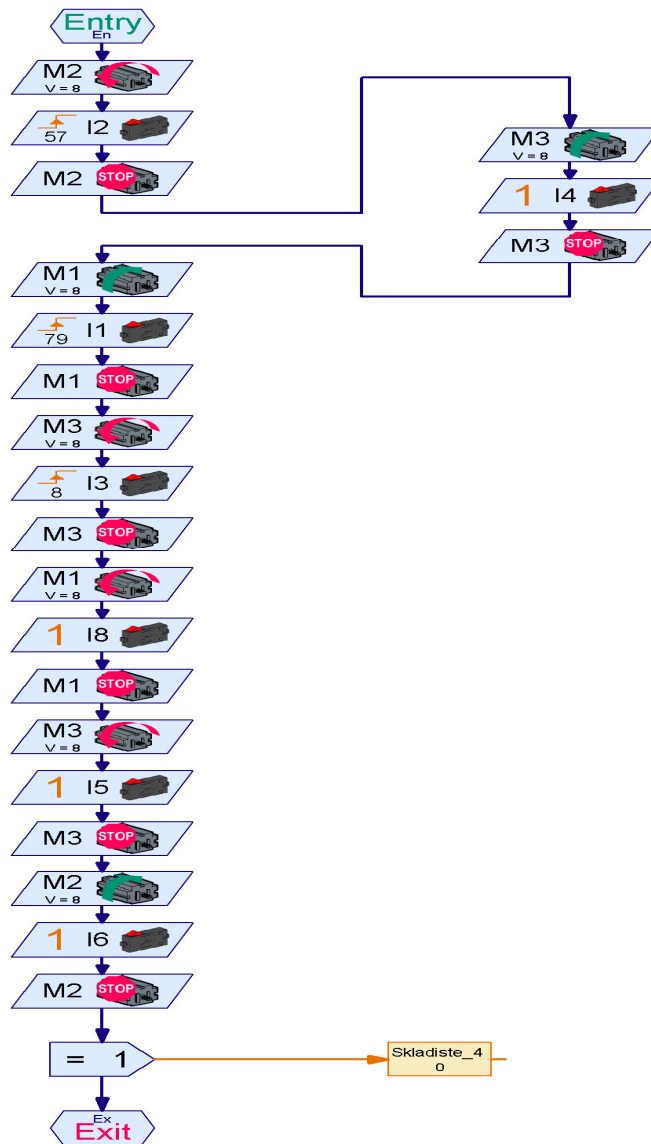 Entry
En
M2
V = 8
57
I2
M2
STOP
M3
V = 8
1
I4
M3
STOP
M1
V = 8
79
I1
M1
STOP
M3
V = 8
8
I3
M3
STOP
M1
V = 8
1
I8
M1
STOP
M3
V = 8
1
I5
M3
STOP
M2
V = 8
1
I6
M2
STOP
= 1
Skladiste_4
0
Ex
Exit